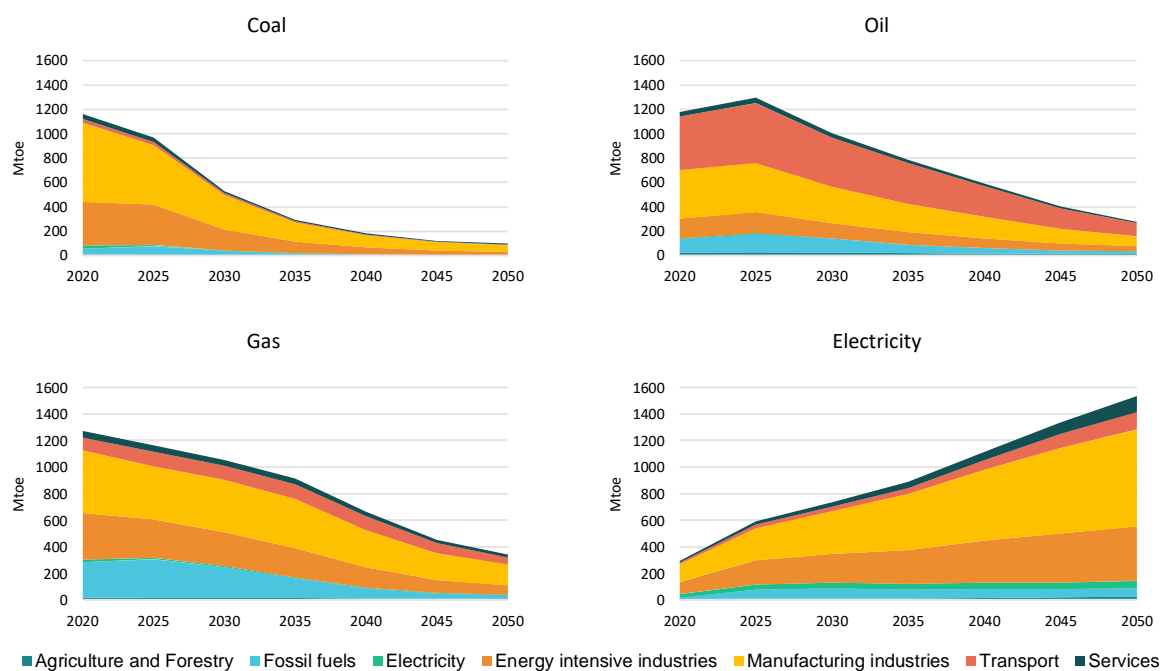 Coal
1600
1400
1200
1000
800
600
400
200
0
Mtoe
2020 2025 2030 2035 2040 2045 2050
Oil
1600
1400
1200
1000
800
600
400
200
0
Mtoe
2020 2025 2030 2035 2040 2045 2050
Gas
1600
1400
1200
1000
800
600
400
200
0
Mtoe
2020 2025 2030 2035 2040 2045 2050
Electricity
1600
1400
1200
1000
800
600
400
200
0
Mtoe
2020 2025 2030 2035 2040 2045 2050
Agriculture and Forestry Fossil fuels Electricity Energy intensive industries Manufacturing industries Transport Services